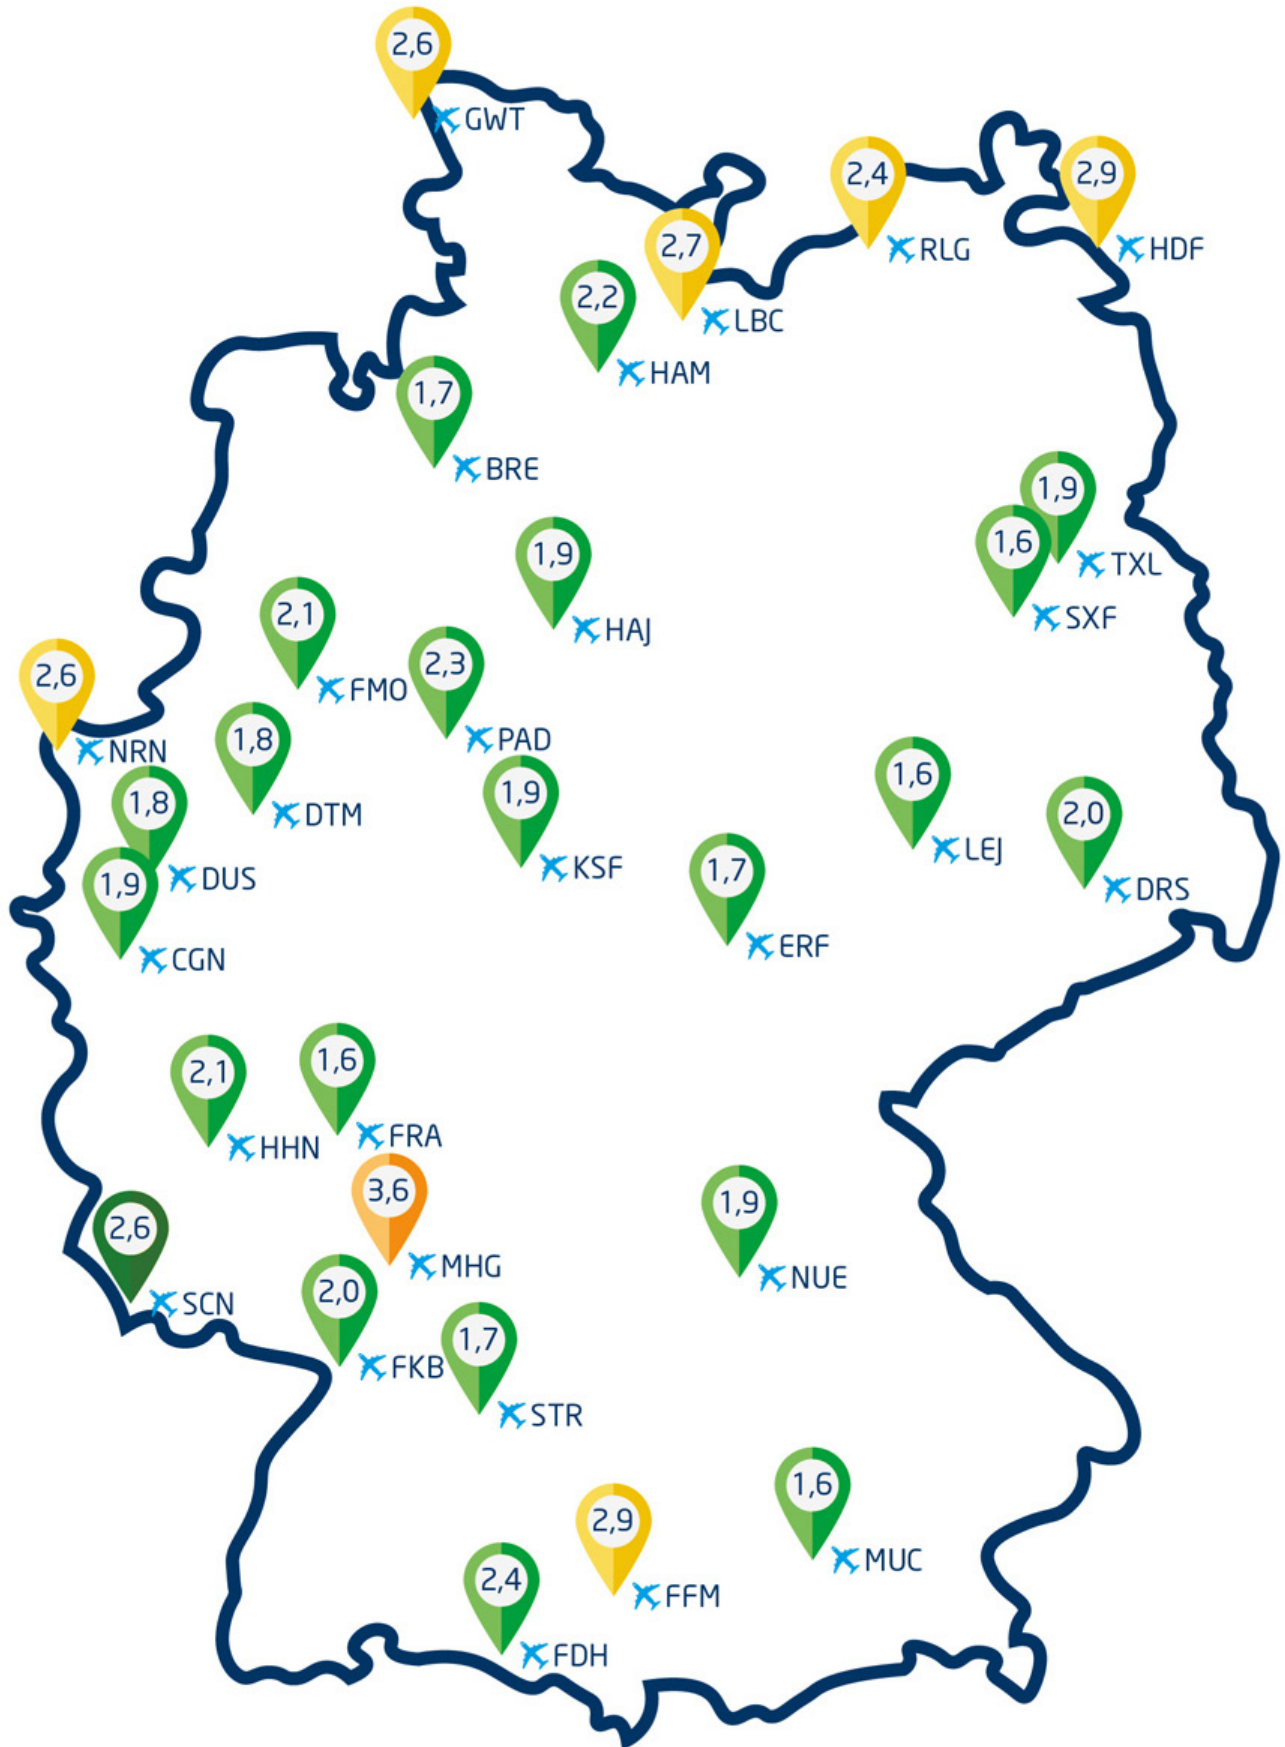 2,6
GWT
2,4
RLG
2,9
HDF
2,7
LBC
2,2
HAM
1,7
BRE
1,9
TXL
1,6
SXF
1,9
HAJ
2,1
FMO
2,3
PAD
2,6
NRN
1,8
DTM
1,6
LEJ
1,9
KSF
2,0
DRS
1,8
DUS
1,7
ERF
1,9
CGN
1,6
FRA
2,1
HHN
3,6
MHG
1,9
NUE
2,6
SCN
2,0
FKB
1,7
STR
1,6
MUC
2,9
FFM
2,4
FDH